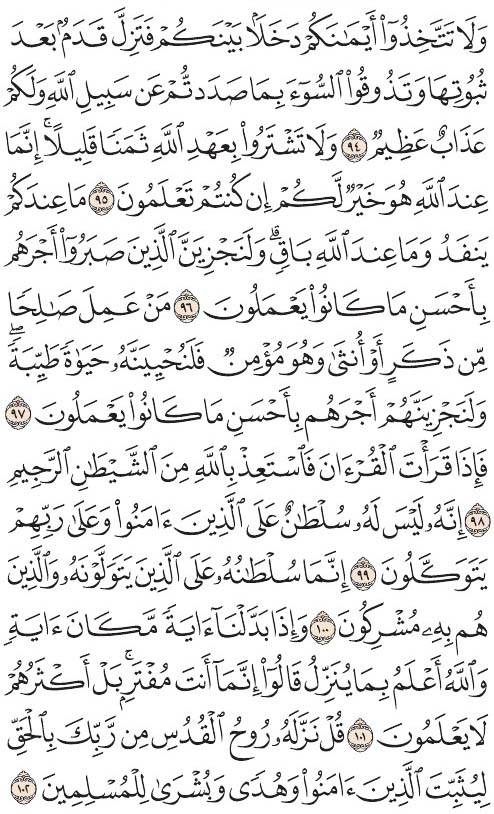 وَلَا تَتَّخِذُوٓا۟ أَيْمَـٰنَكُمْ دَخَلًۢا بَيْنَكُمْ فَتَزِلَّ قَدَمٌۢ بَعْدَ
ثُبُوتِهَا وَتَذُوقُوا۟ ٱلسُّوٓءَ بِمَا صَدَدتُّمْ عَن سَبِيلِ ٱللَّهِ وَلَكُمْ
عَذَابٌ عَظِيمٌ ٩٤ وَلَا تَشْتَرُوا۟ بِعَهْدِ ٱللَّهِ ثَمَنًا قَلِيلًا ۚ إِنَّمَا
عِندَ ٱللَّهِ هُوَ خَيْرٌ لَّكُمْ إِن كُنتُمْ تَعْلَمُونَ ٩٥ مَا عِندَكُمْ
يَنفَدُ وَمَا عِندَ ٱللَّهِ بَاقٍ ۗ وَلَنَجْزِيَنَّ ٱلَّذِينَ صَبَرُوٓا۟ أَجْرَهُم
بِأَحْسَنِ مَا كَانُوا۟ يَعْمَلُونَ ٩٦ مَنْ عَمِلَ صَـٰلِحًا
مِّن ذَكَرٍ أَوْ أُنثَىٰ وَهُوَ مُؤْمِنٌ فَلَنُحْيِيَنَّهُۥ حَيَوٰةً طَيِّبَةً ۖ
وَلَنَجْزِيَنَّهُمْ أَجْرَهُم بِأَحْسَنِ مَا كَانُوا۟ يَعْمَلُونَ ٩٧
فَإِذَا قَرَأْتَ ٱلْقُرْءَانَ فَٱسْتَعِذْ بِٱللَّهِ مِنَ ٱلشَّيْطَـٰنِ ٱلرَّجِيمِ
٩٨ إِنَّهُۥ لَيْسَ لَهُۥ سُلْطَـٰنٌ عَلَى ٱلَّذِينَ ءَامَنُوا۟ وَعَلَىٰ رَبِّهِمْ
يَتَوَكَّلُونَ ٩٩ إِنَّمَا سُلْطَـٰنُهُۥ عَلَى ٱلَّذِينَ يَتَوَلَّوْنَهُۥ وَٱلَّذِينَ
هُم بِهِۦ مُشْرِكُونَ ١٠٠ وَإِذَا بَدَّلْنَآ ءَايَةً مَّكَانَ ءَايَةٍ ۙ
وَٱللَّهُ أَعْلَمُ بِمَا يُنَزِّلُ قَالُوٓا۟ إِنَّمَآ أَنتَ مُفْتَرٍۭ ۚ بَلْ أَكْثَرُهُمْ
لَا يَعْلَمُونَ ١٠١ قُلْ نَزَّلَهُۥ رُوحُ ٱلْقُدُسِ مِن رَّبِّكَ بِٱلْحَقِّ
لِيُثَبِّتَ ٱلَّذِينَ ءَامَنُوا۟ وَهُدًى وَبُشْرَىٰ لِلْمُسْلِمِينَ ١٠٢